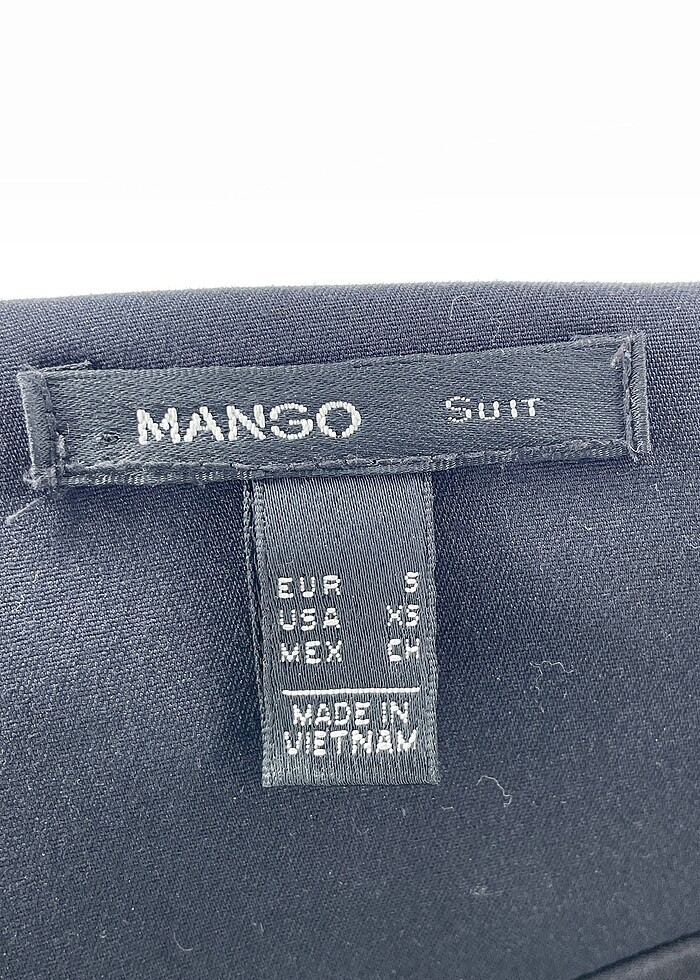 MANGO SUIT
EUR S
USA XS
MEX CH
MADE IN
VIETNAM